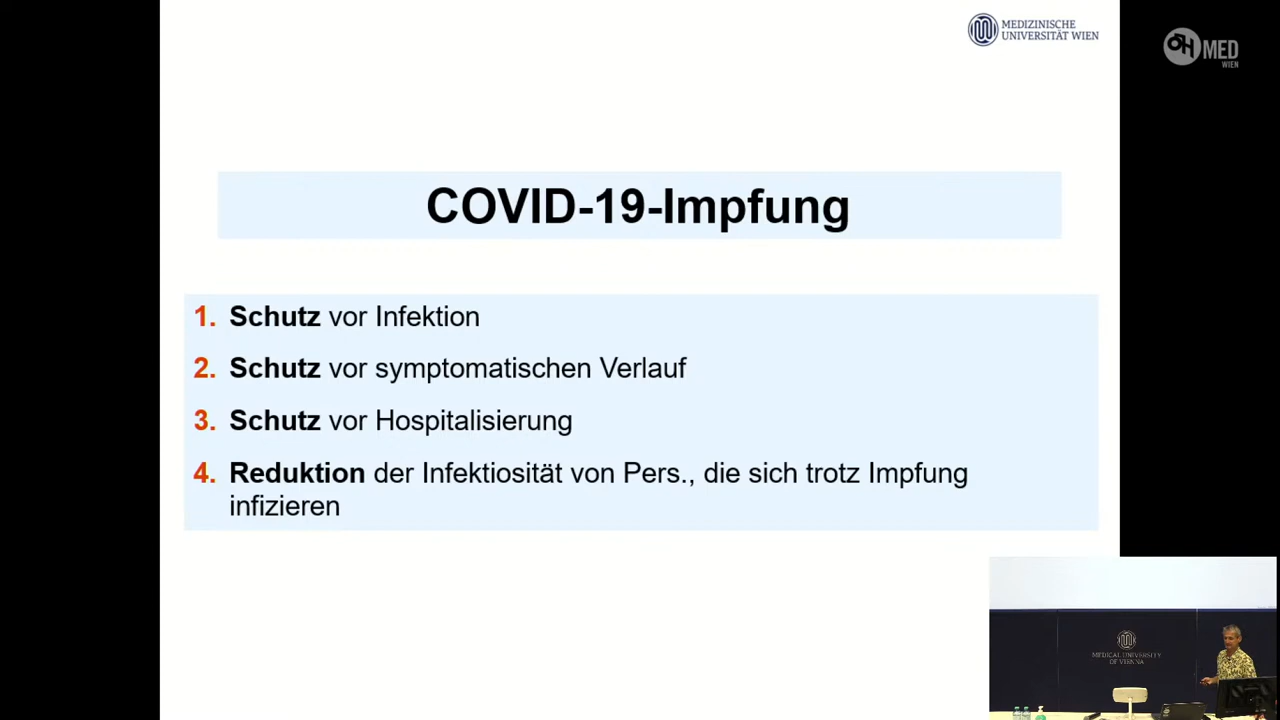 MEDIZINISCHE
UNIVERSITÄT WIEN
ÖH MED
WIEN
COVID-19-Impfung
1. Schutz vor Infektion
2. Schutz vor symptomatischen Verlauf
3. Schutz vor Hospitalisierung
4. Reduktion der Infektiosität von Pers., die sich trotz Impfung
infizieren
MEDICAL UNIVERSITY
OF VIENNA